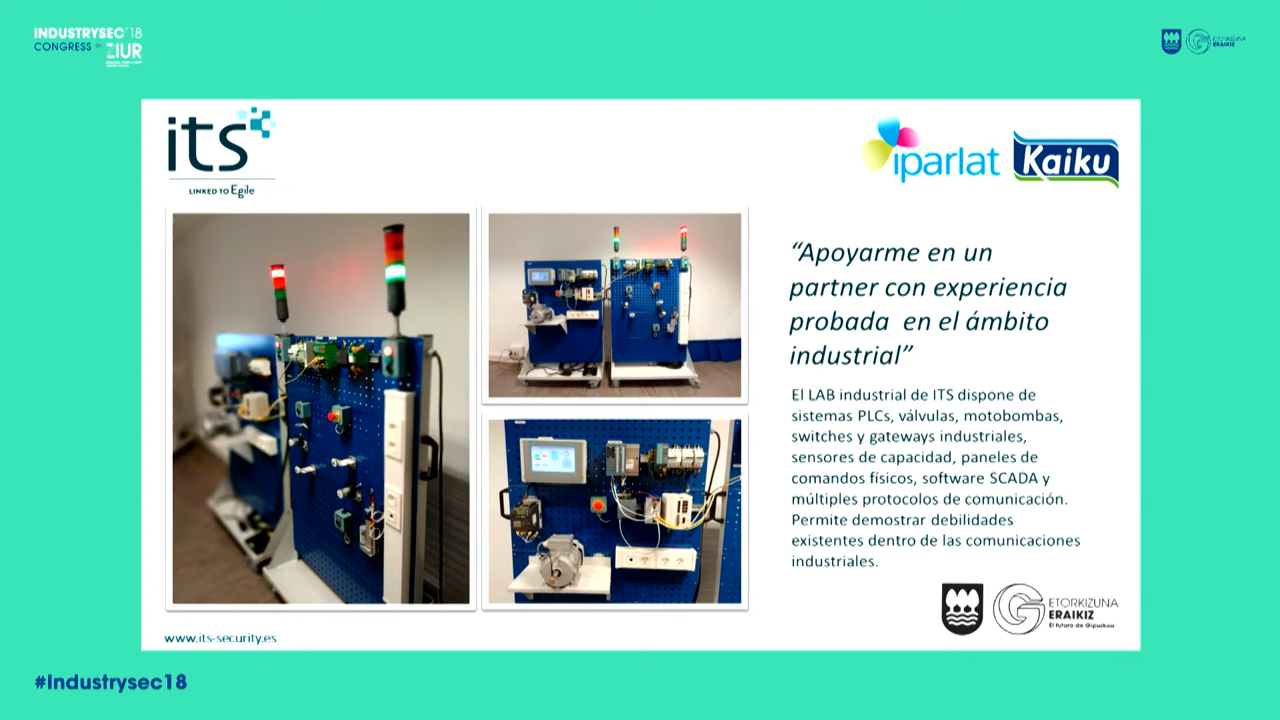 INDUSTRYSEC'18
CONGRESS BY
ZIUR
ETORKIZUNA
ERAIKIZ
its
LINKED TO Egile
iparlat
Kaiku
“Apoyarme en un
partner con experiencia
probada en el ámbito
industrial”
El LAB industrial de ITS dispone de
sistemas PLCs, válvulas, motobombas,
switches y gateways industriales,
sensores de capacidad, paneles de
comandos físicos, software SCADA y
múltiples protocolos de comunicación.
Permite demostrar debilidades
existentes dentro de las comunicaciones
industriales.
ETORKIZUNA
ERAIKIZ
El futuro de Gipuzkoa
www.its-security.es
#Industrysec18